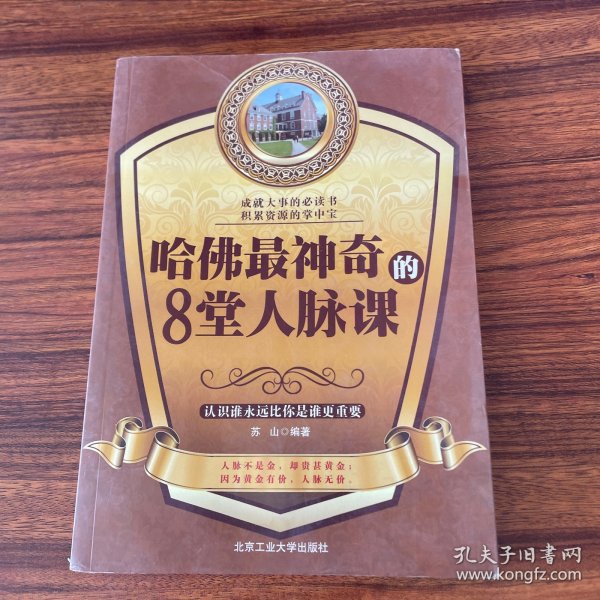 成就大事的必读书
积累资源的掌中宝
哈佛最神奇的
8堂人脉课
认识谁永远比你是谁更重要
苏 山◎编著
人脉不是金，却贵甚黄金；
因为黄金有价，人脉无价。
北京工业大学出版社
孔夫子旧书网
www.kongfz.com